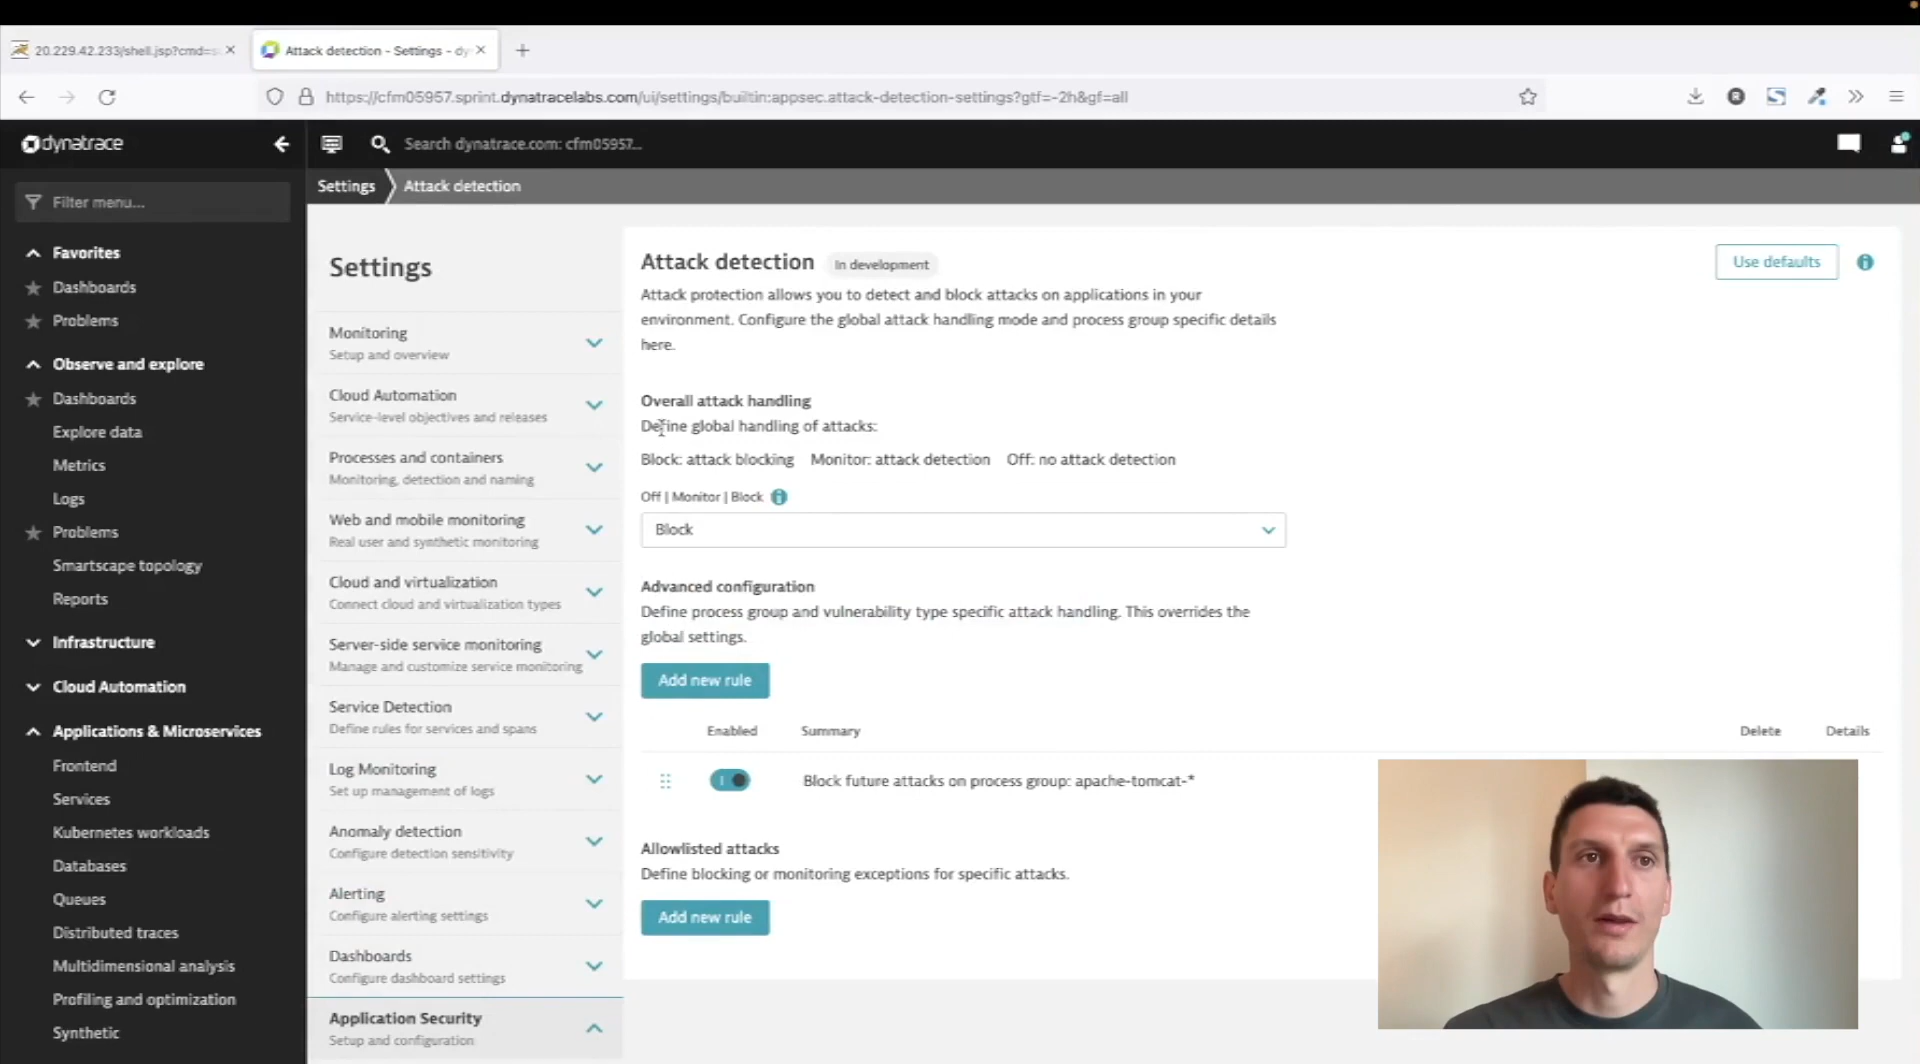 20.229.42.233/shell.jsp?cmd=
Attack detection - Settings - dy
https://cfm05957.sprint.dynatracelabs.com/ui/settings/builtin:appsec.attack-detection-settings?gtf=-2h&gf=all
dynatrace
Search dynatrace.com: cfm05957...
Settings
Attack detection
Filter menu...
Favorites
Dashboards
Problems
Observe and explore
Dashboards
Explore data
Metrics
Logs
Problems
Smartscape topology
Reports
Infrastructure
Cloud Automation
Applications & Microservices
Frontend
Services
Kubernetes workloads
Databases
Queues
Distributed traces
Multidimensional analysis
Profiling and optimization
Synthetic
Settings
Monitoring
Setup and overview
Cloud Automation
Service-level objectives and releases
Processes and containers
Monitoring, detection and naming
Web and mobile monitoring
Real user and synthetic monitoring
Cloud and virtualization
Connect cloud and virtualization types
Server-side service monitoring
Manage and customize service monitoring
Service Detection
Define rules for services and spans
Log Monitoring
Set up management of logs
Anomaly detection
Configure detection sensitivity
Alerting
Configure alerting settings
Dashboards
Configure dashboard settings
Application Security
Setup and configuration
Attack detection In development
Use defaults
Attack protection allows you to detect and block attacks on applications in your
environment. Configure the global attack handling mode and process group specific details
here.
Overall attack handling
Define global handling of attacks:
Block: attack blocking Monitor: attack detection Off: no attack detection
Off | Monitor | Block
Block
Advanced configuration
Define process group and vulnerability type specific attack handling. This overrides the
global settings.
Add new rule
Enabled Summary Delete Details
Block future attacks on process group: apache-tomcat-*
Allowlisted attacks
Define blocking or monitoring exceptions for specific attacks.
Add new rule